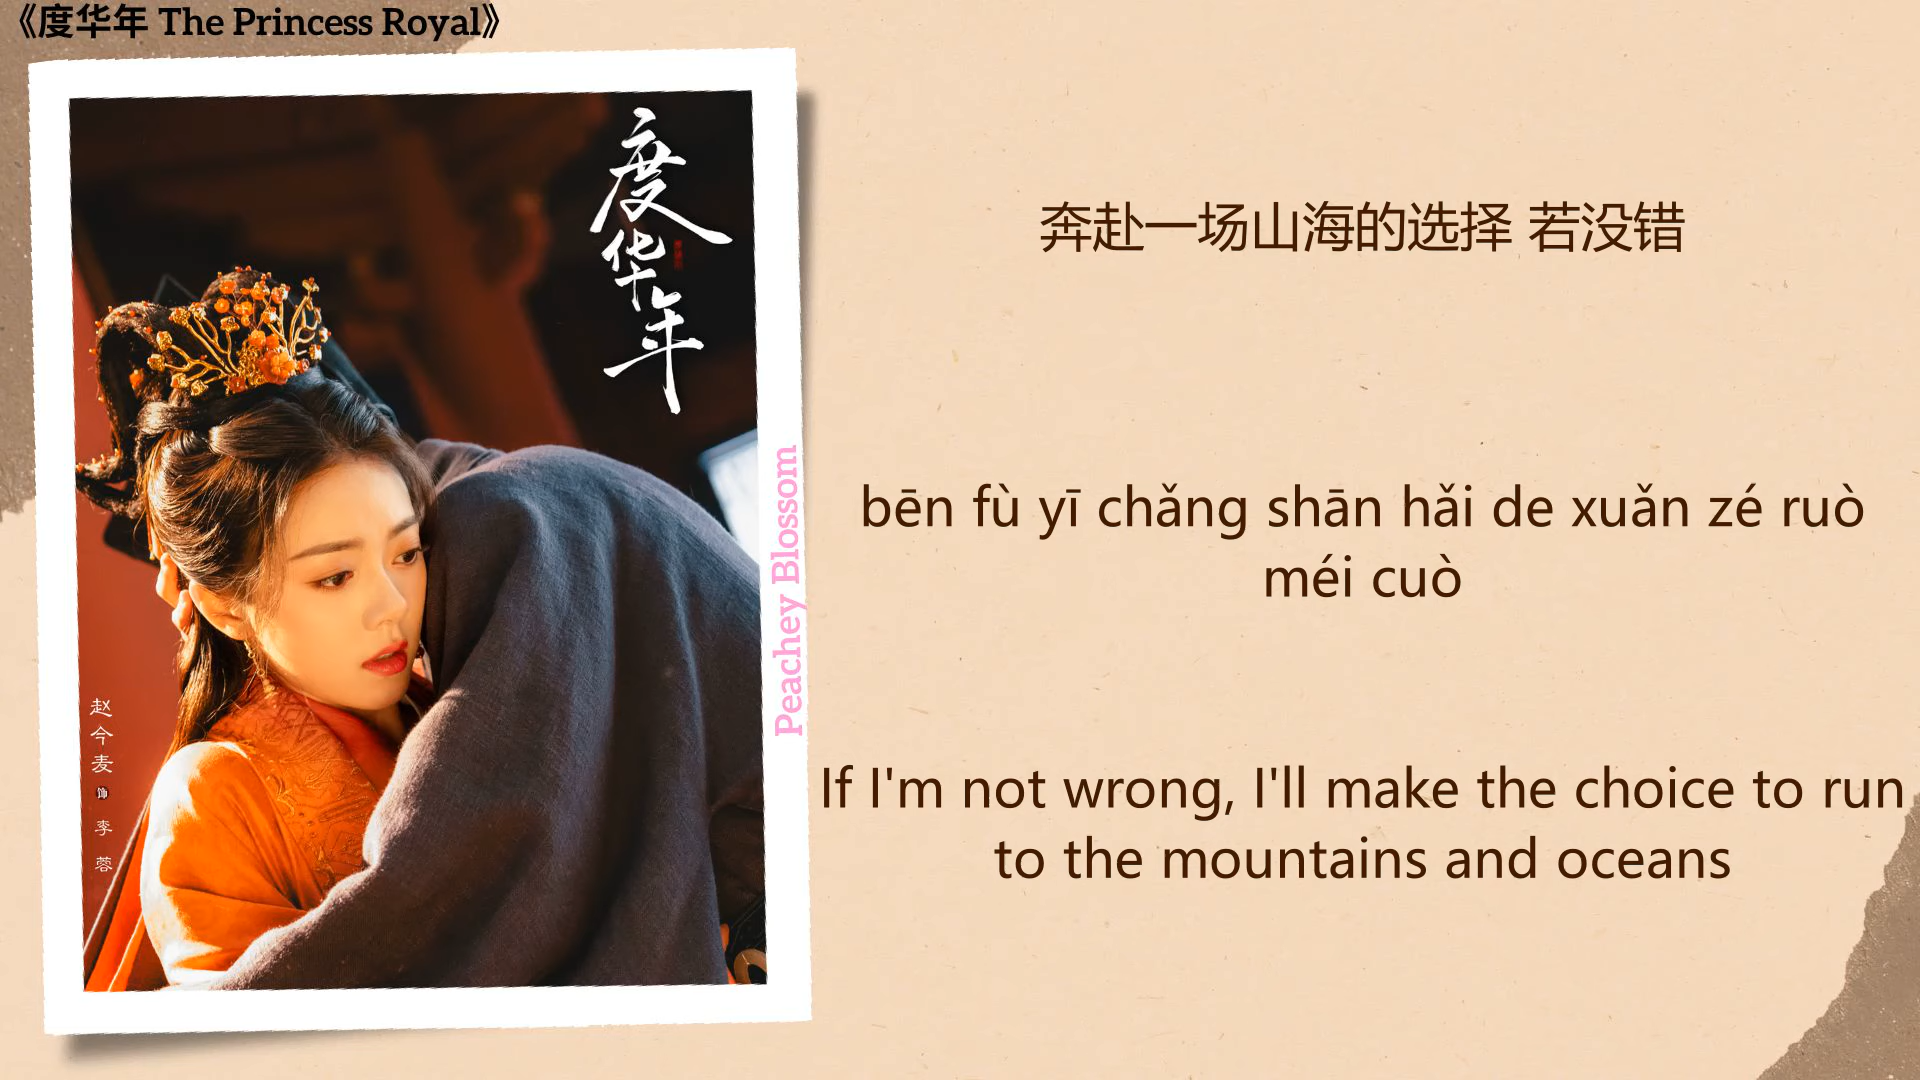 《度华年 The Princess Royal》
度华年
赵今麦 饰 李蓉
Peachey Blossom
奔赴一场山海的选择 若没错
bēn fù yī chǎng shān hǎi de xuǎn zé ruò
méi cuò
If I'm not wrong, I'll make the choice to run
to the mountains and oceans